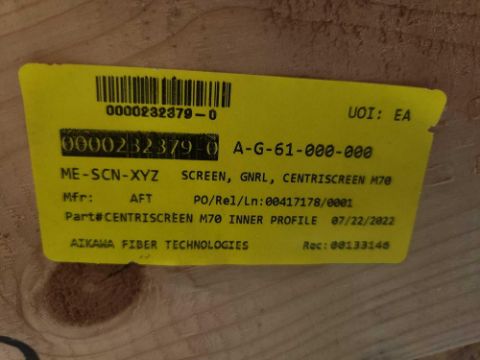 0000232379-0
UOI: EA
0000232379-0 A-G-61-000-000
ME-SCN-XYZ SCREEN, GNRL, CENTRISCREEN M70
Mfr: AFT PO/Rel/Ln:00417178/0001
Part#CENTRISCREEN M70 INNER PROFILE 07/22/2022
AIKAWA FIBER TECHNOLOGIES Rec: 00133146